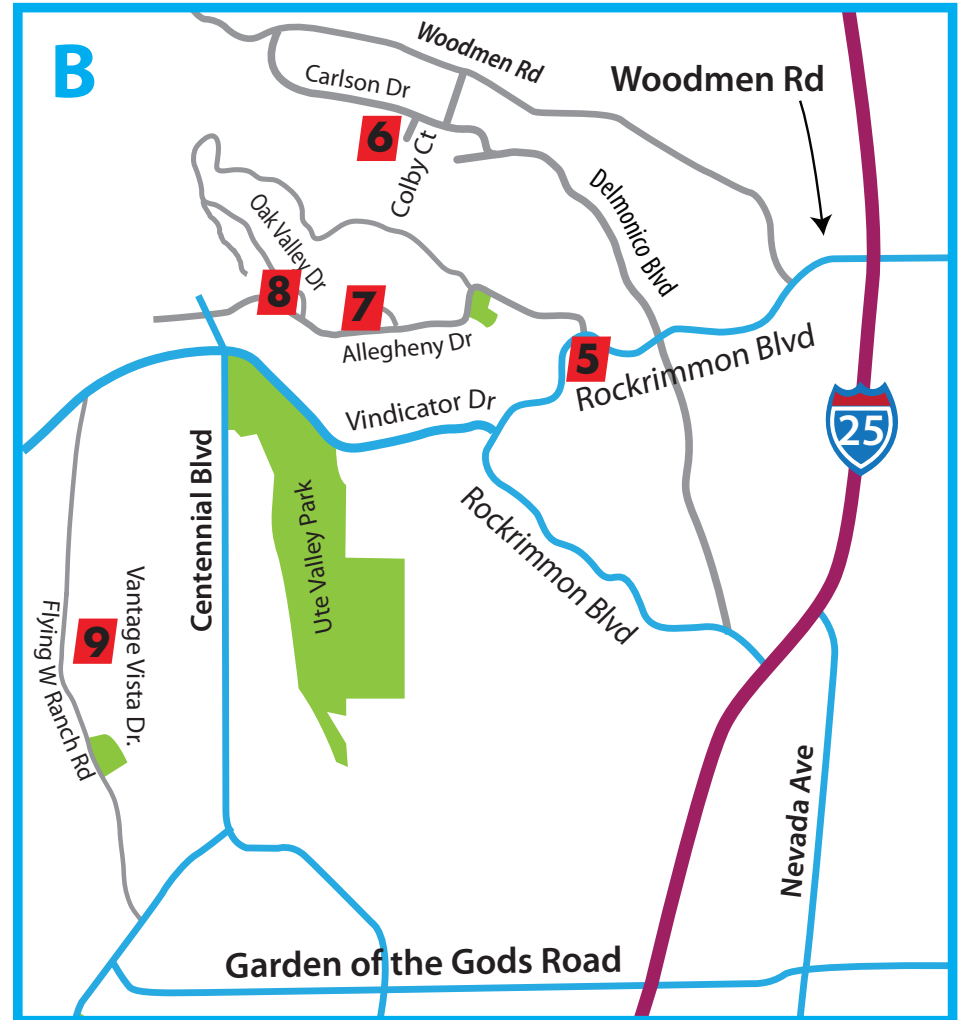 B
Woodmen Rd
Woodmen Rd
Carlson Dr
6
Colby Ct
Delmonico Blvd
Oak Valley Dr
8
7
Allegheny Dr
5
Rockrimmon Blvd
Vindicator Dr
25
Centennial Blvd
Ute Valley Park
Rockrimmon Blvd
Vantage Vista Dr.
9
Flying W Ranch Rd
Nevada Ave
Garden of the Gods Road